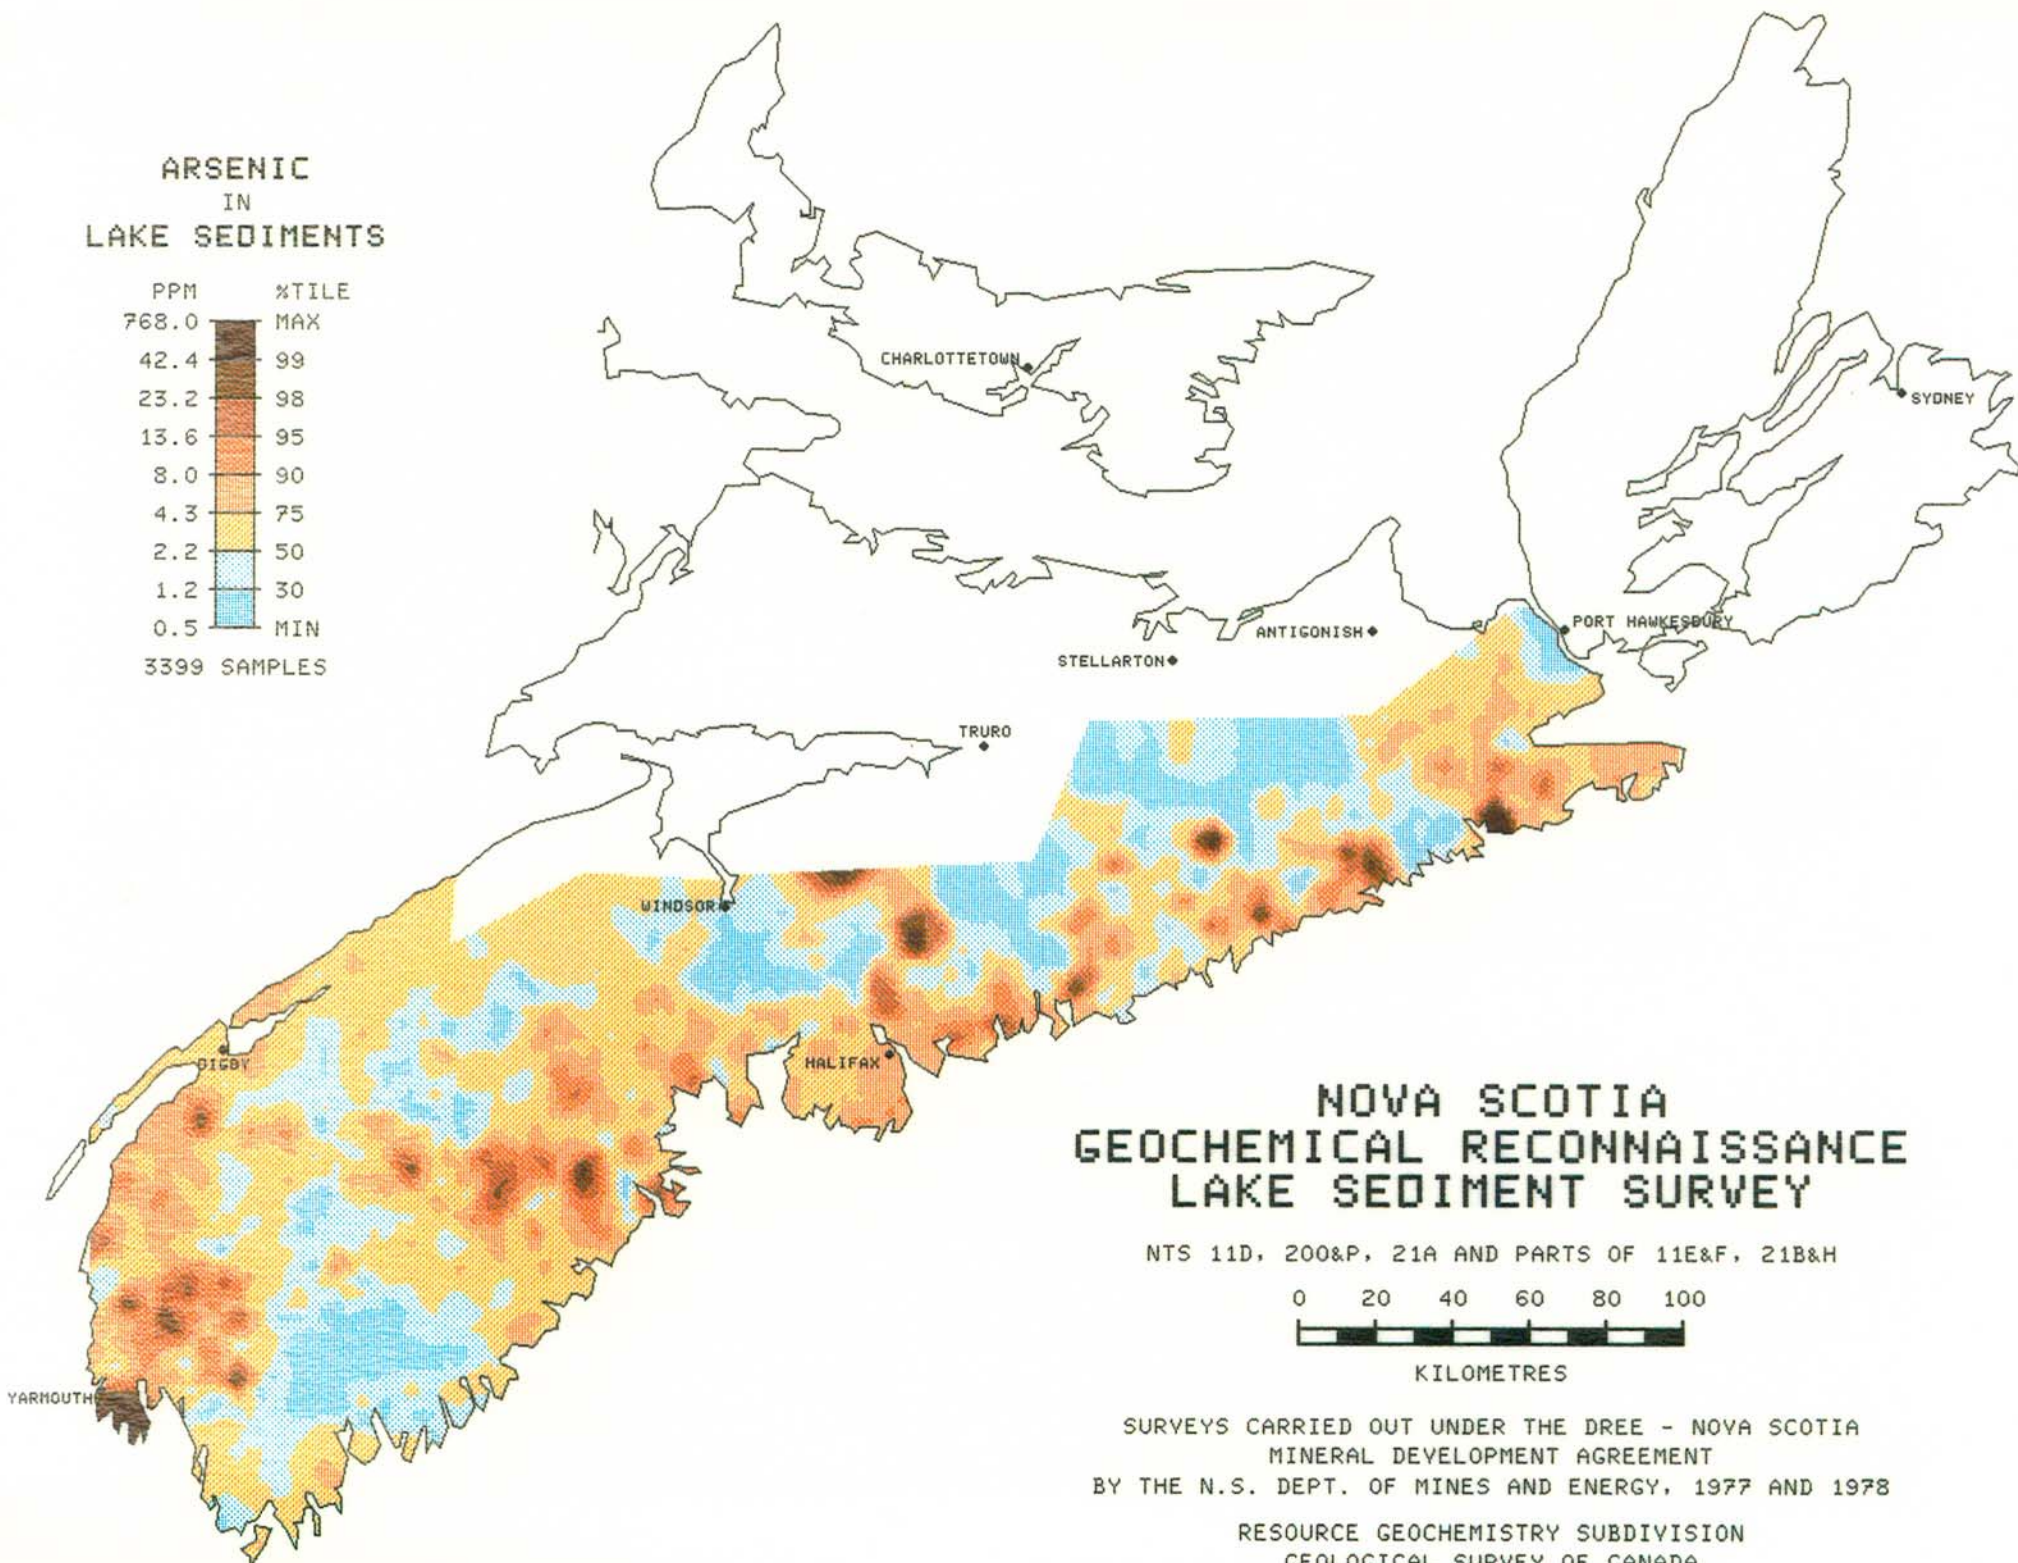 ARSENIC
IN
LAKE SEDIMENTS
PPM %TILE
768.0 MAX
42.4 99
23.2 98
13.6 95
8.0 90
4.3 75
2.2 50
1.2 30
0.5 MIN
3399 SAMPLES
CHARLOTTETOWN
SYDNEY
PORT HAWKESBURY
ANTIGONISH
STELLARTON
TRURO
WINDSOR
HALIFAX
DIGBY
YARMOUTH
NOVA SCOTIA
GEOCHEMICAL RECONNAISSANCE
LAKE SEDIMENT SURVEY
NTS 11D, 20O&P, 21A AND PARTS OF 11E&F, 21B&H
0 20 40 60 80 100
KILOMETRES
SURVEYS CARRIED OUT UNDER THE DREE - NOVA SCOTIA
MINERAL DEVELOPMENT AGREEMENT
BY THE N.S. DEPT. OF MINES AND ENERGY, 1977 AND 1978
RESOURCE GEOCHEMISTRY SUBDIVISION
GEOLOGICAL SURVEY OF CANADA